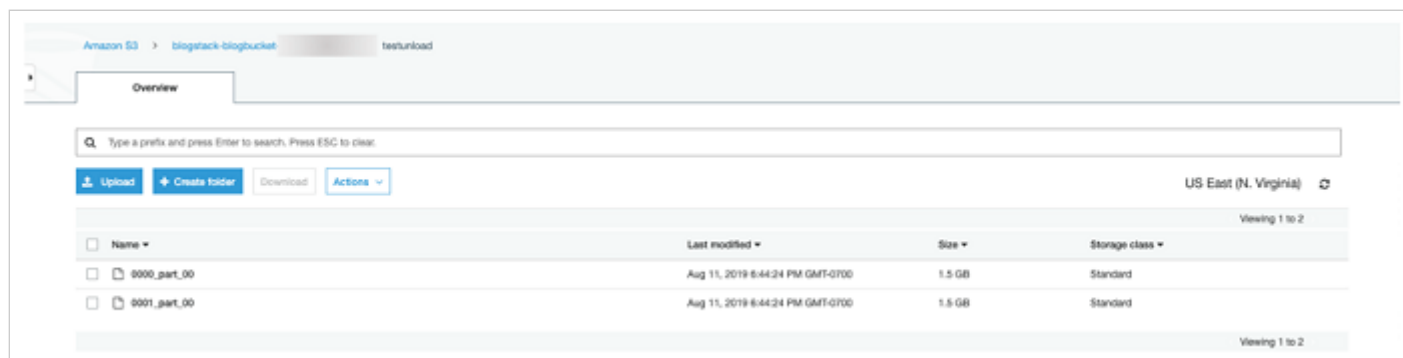 Amazon S3 > blogstack-blogbucket- testunload
Overview
Type a prefix and press Enter to search. Press ESC to clear.
Upload + Create folder Download Actions US East (N. Virginia)
Viewing 1 to 2
Name Last modified Size Storage class
0000_part_00 Aug 11, 2019 6:44:24 PM GMT-0700 1.5 GB Standard
0001_part_00 Aug 11, 2019 6:44:24 PM GMT-0700 1.5 GB Standard
Viewing 1 to 2